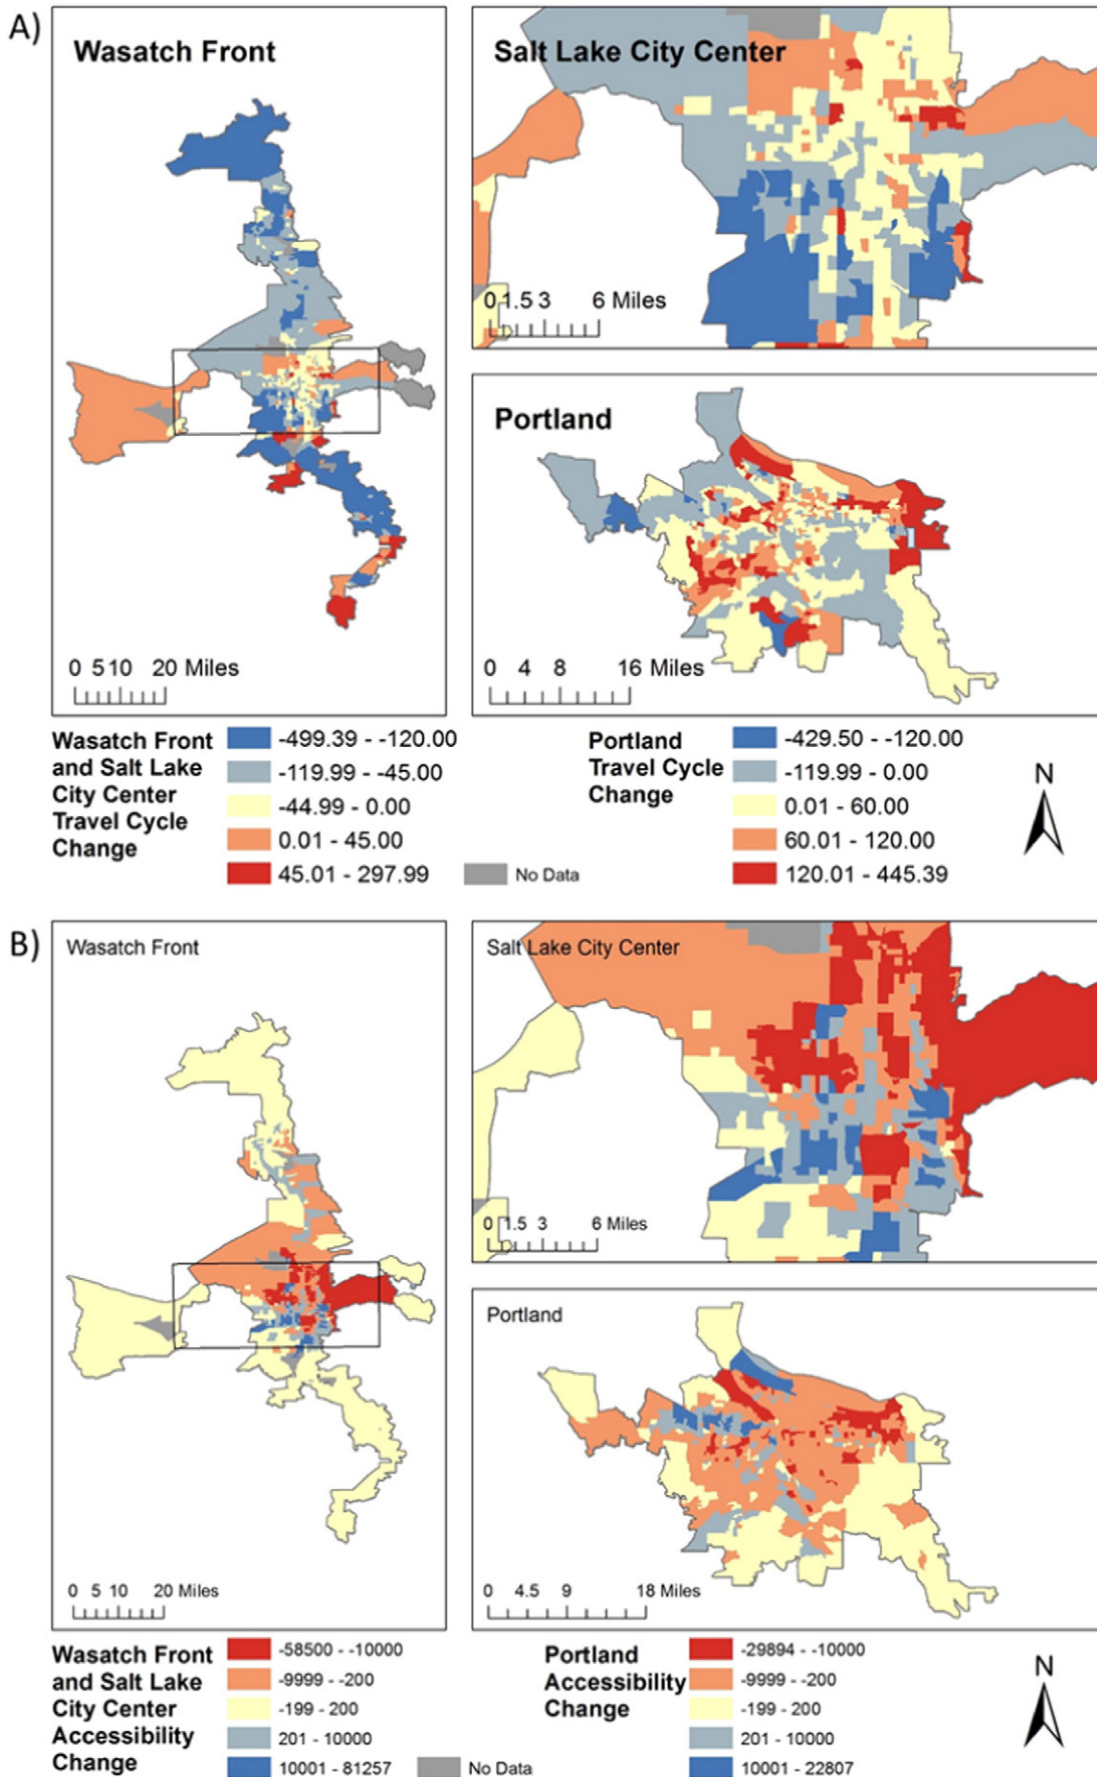 A)
Wasatch Front
Salt Lake City Center
0 1.5 3 6 Miles
Portland
0 5 10 20 Miles
0 4 8 16 Miles
Wasatch Front
and Salt Lake
City Center
Travel Cycle
Change
-499.39 - -120.00
-119.99 - -45.00
-44.99 - 0.00
0.01 - 45.00
45.01 - 297.99
No Data
Portland
Travel Cycle
Change
-429.50 - -120.00
-119.99 - 0.00
0.01 - 60.00
60.01 - 120.00
120.01 - 445.39
N
B)
Wasatch Front
Salt Lake City Center
0 1.5 3 6 Miles
Portland
0 5 10 20 Miles
0 4.5 9 18 Miles
Wasatch Front
and Salt Lake
City Center
Accessibility
Change
-58500 - -10000
-9999 - -200
-199 - 200
201 - 10000
10001 - 81257
No Data
Portland
Accessibility
Change
-29894 - -10000
-9999 - -200
-199 - 200
201 - 10000
10001 - 22807
N